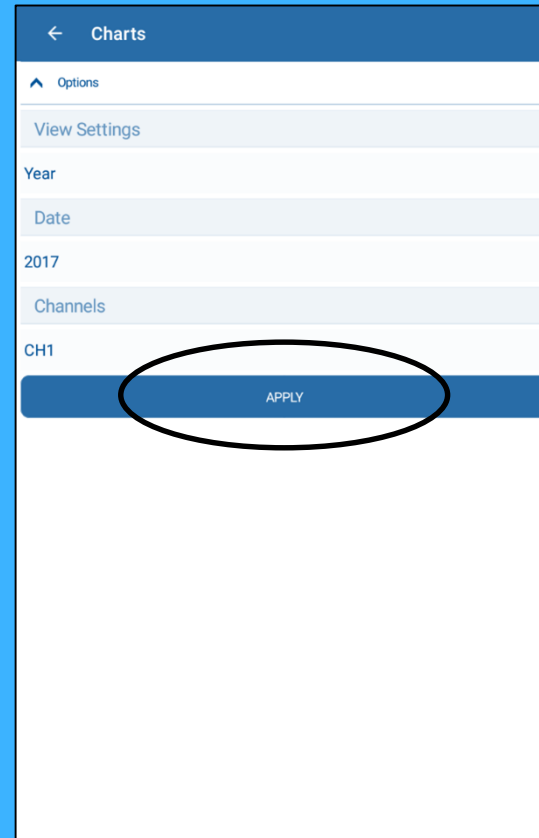 Charts
Options
View Settings
Year
Date
2017
Channels
CH1
APPLY